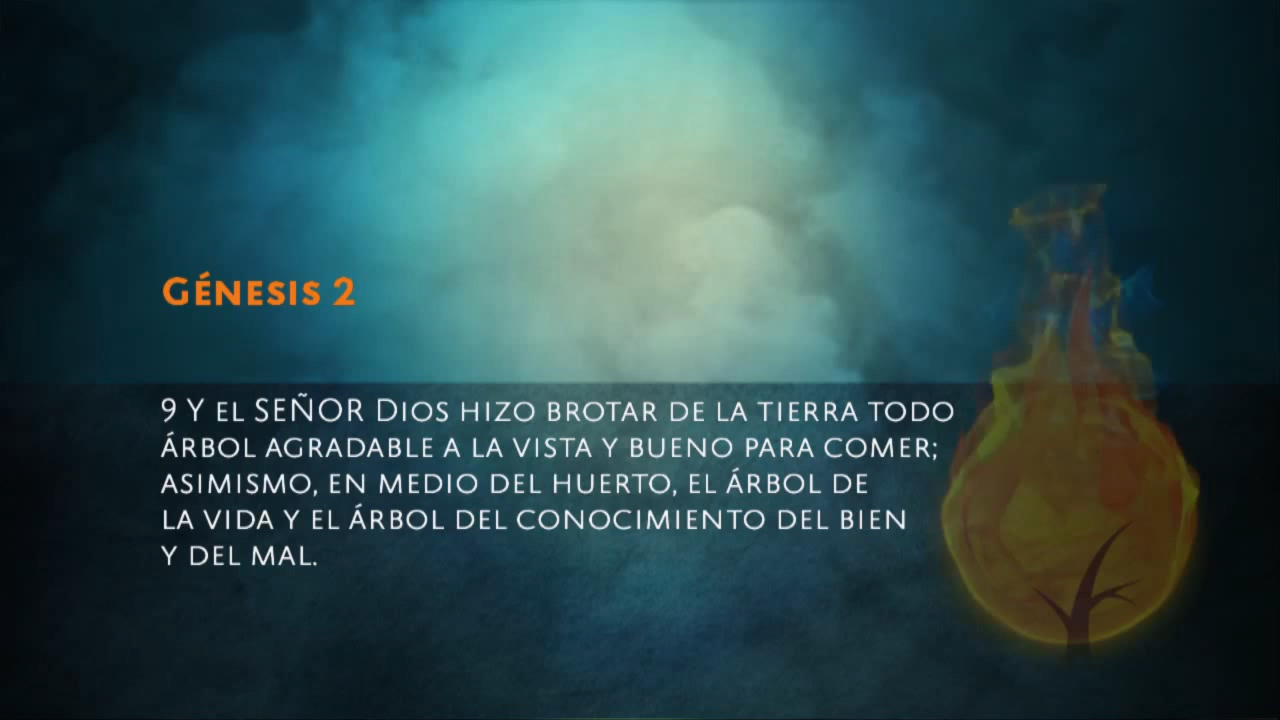 GÉNESIS 2
9 Y EL SEÑOR DIOS HIZO BROTAR DE LA TIERRA TODO
ÁRBOL AGRADABLE A LA VISTA Y BUENO PARA COMER;
ASIMISMO, EN MEDIO DEL HUERTO, EL ÁRBOL DE
LA VIDA Y EL ÁRBOL DEL CONOCIMIENTO DEL BIEN
Y DEL MAL.